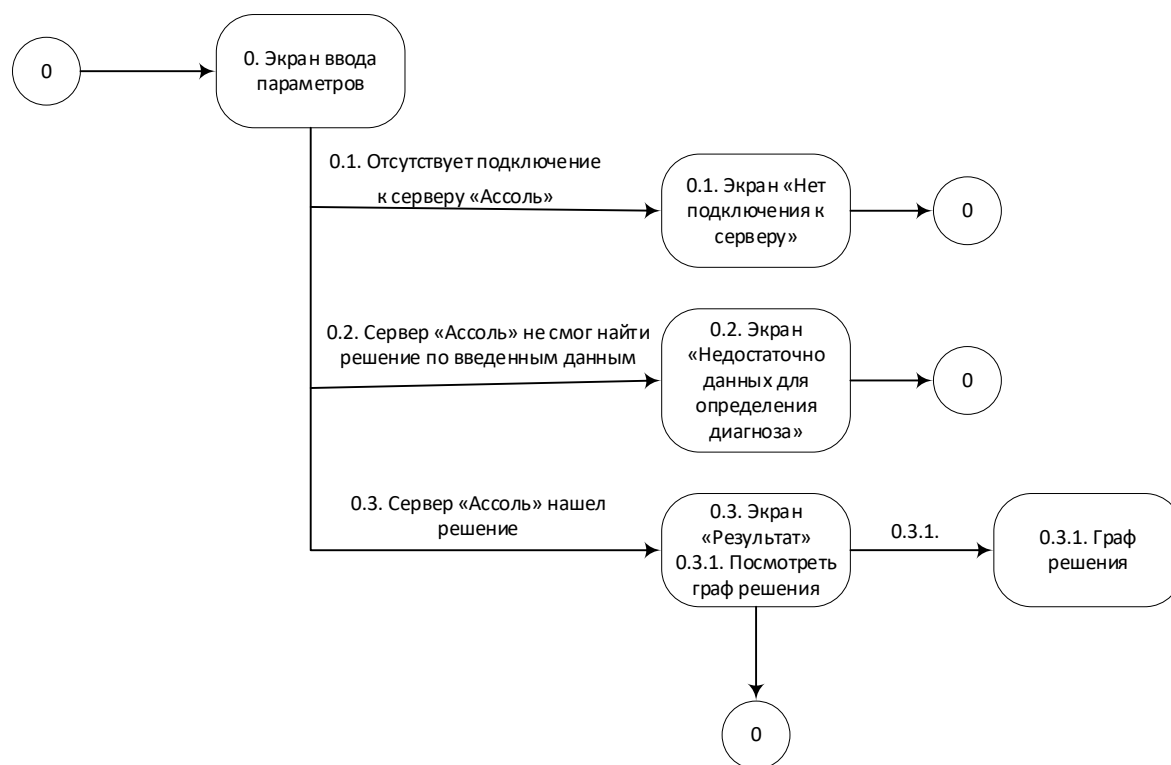 0
0. Экран ввода
параметров
0.1. Отсутствует подключение
к серверу «Ассоль»
0.1. Экран «Нет
подключения к
серверу»
0
0.2. Сервер «Ассоль» не смог найти
решение по введенным данным
0.2. Экран
«Недостаточно
данных для
определения
диагноза»
0
0.3. Сервер «Ассоль» нашел
решение
0.3. Экран
«Результат»
0.3.1. Посмотреть
граф решения
0.3.1.
0.3.1. Граф
решения
0